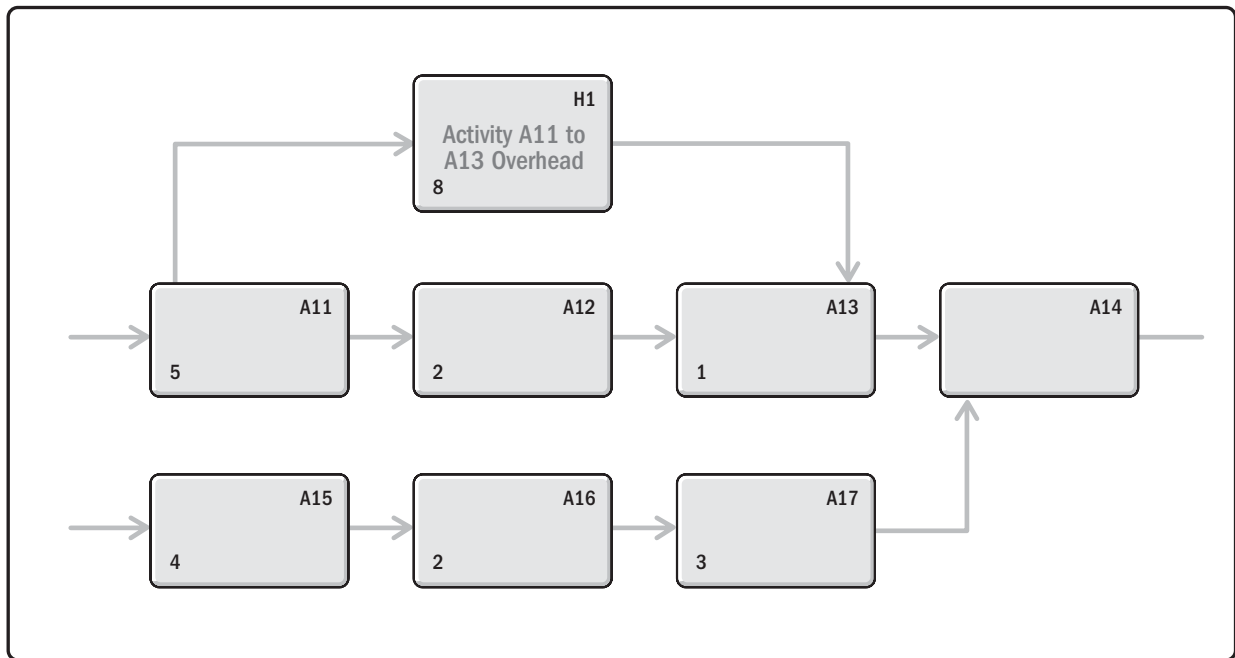 H1
Activity A11 to
A13 Overhead
8
A11
5
A12
2
A13
1
A14
A15
4
A16
2
A17
3